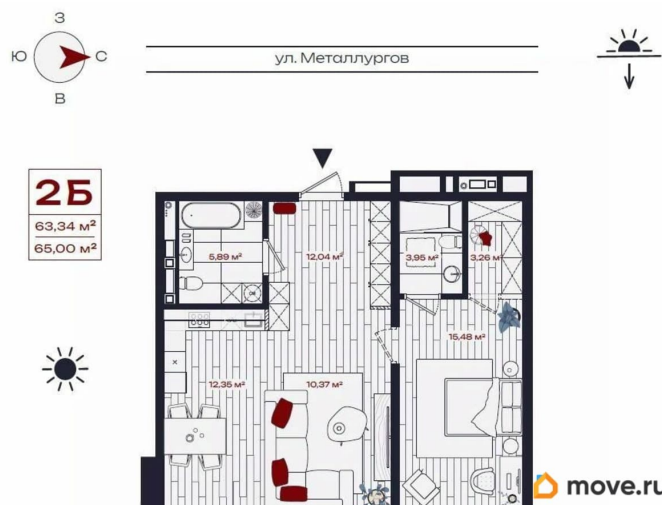 З
Ю
С
В
ул. Металлургов
2Б
63,34 м²
65,00 м²
5.89 м²
12.04 м²
3,95 м²
3,26 м²
15.48 м²
12,35 м²
10,37 м²
move.ru